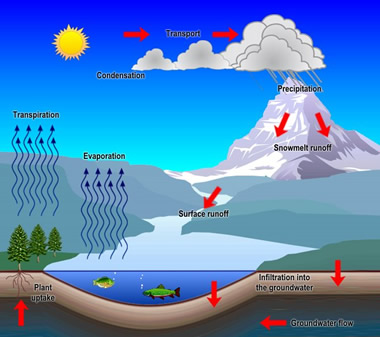 Transport
Condensation
Precipitation
Transpiration
Snowmelt runoff
Evaporation
Surface runoff
Plant
uptake
Infiltration into
the groundwater
Groundwater flow